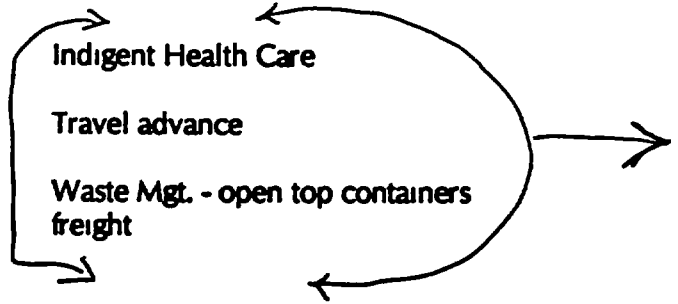 Indigent Health Care
Travel advance
Waste Mgt. - open top containers
freight